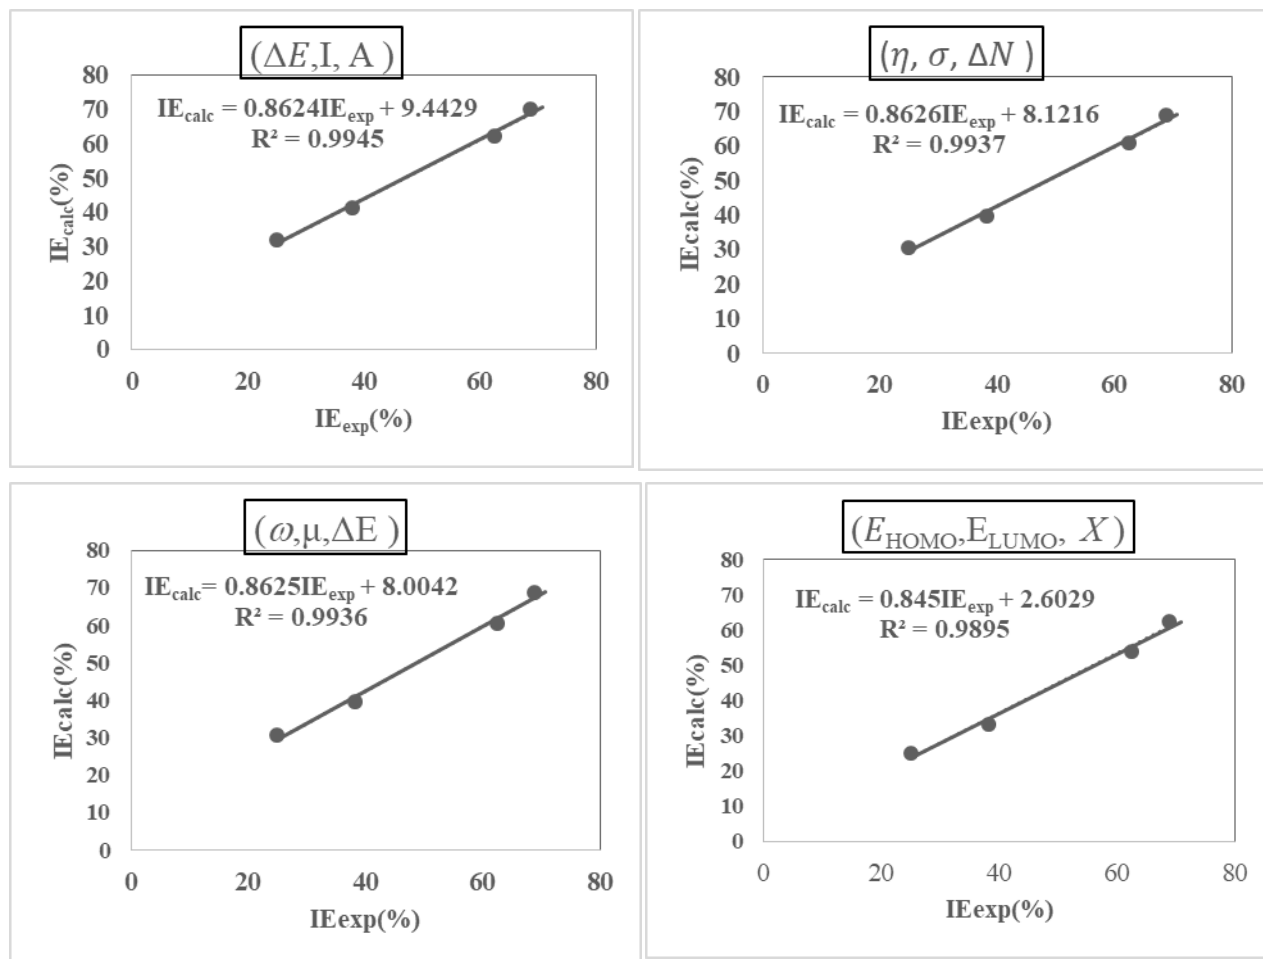 (ΔE,I, A )
80
70
60
50
40
30
20
10
0
IEcalc(%)
IEcalc = 0.8624IEexp + 9.4429
R² = 0.9945
0 20 40 60 80
IEexp(%)
(η, σ, ΔN )
80
70
60
50
40
30
20
10
0
IEcalc(%)
IEcalc = 0.8626IEexp + 8.1216
R² = 0.9937
0 20 40 60 80
IEexp(%)
(ω,μ,ΔE )
80
70
60
50
40
30
20
10
0
IEcalc(%)
IEcalc= 0.8625IEexp + 8.0042
R² = 0.9936
0 20 40 60 80
IEexp(%)
(EHOMO,ELUMO, X)
80
70
60
50
40
30
20
10
0
IEcalc(%)
IEcalc = 0.845IEexp + 2.6029
R² = 0.9895
0 20 40 60 80
IEexp(%)